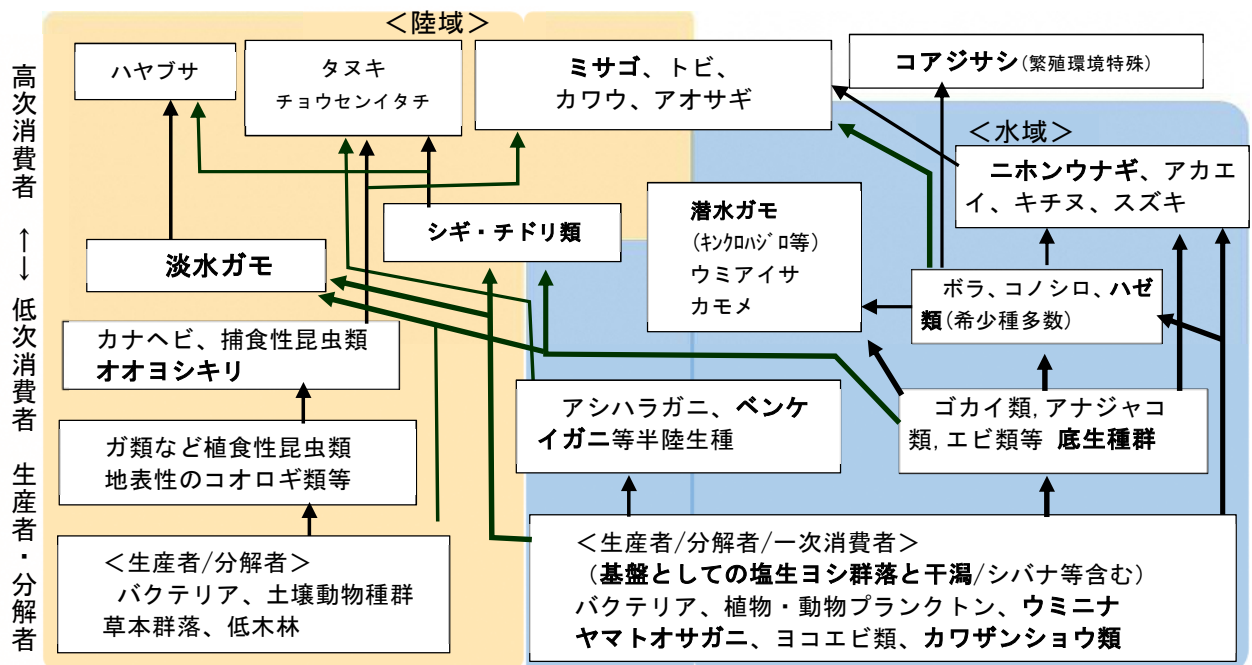 ＜陸域＞
高次消費者 ←→ 低次消費者 生産者・分解者
ハヤブサ
タヌキ
チョウセンイタチ
ミサゴ、トビ、
カワウ、アオサギ
コアジサシ(繁殖環境特殊)
＜水域＞
ニホンウナギ、アカエ
イ、キチヌ、スズキ
潜水ガモ
(ｷﾝｸﾛﾊｼﾞﾛ等)
ウミアイサ
カモメ
シギ・チドリ類
淡水ガモ
ボラ、コノシロ、ハゼ
類(希少種多数)
カナヘビ、捕食性昆虫類
オオヨシキリ
アシハラガニ、ベンケ
イガニ等半陸生種
ゴカイ類,アナジャコ
類,エビ類等 底生種群
ガ類など植食性昆虫類
地表性のコオロギ類等
＜生産者/分解者＞
バクテリア、土壌動物種群
草本群落、低木林
＜生産者/分解者/一次消費者＞
（基盤としての塩生ヨシ群落と干潟/シバナ等含む）
バクテリア、植物・動物プランクトン、ウミニナ
ヤマトオサガニ、ヨコエビ類、カワザンショウ類